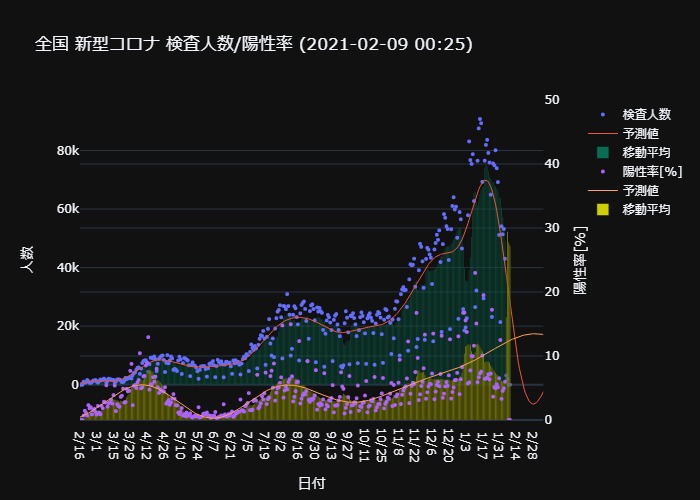 全国 新型コロナ 検査人数/陽性率 (2021-02-09 00:25)
50
検査人数
予測値
移動平均
陽性率[%]
予測値
移動平均
80k
60k
40k
20k
0
人数
40
30
20
10
0
陽性率[%]
2/16
3/1
3/15
3/29
4/12
4/26
5/10
5/24
6/7
6/21
7/5
7/19
8/2
8/16
8/30
9/13
9/27
10/11
10/25
11/8
11/22
12/6
12/20
1/3
1/17
1/31
2/14
2/28
日付